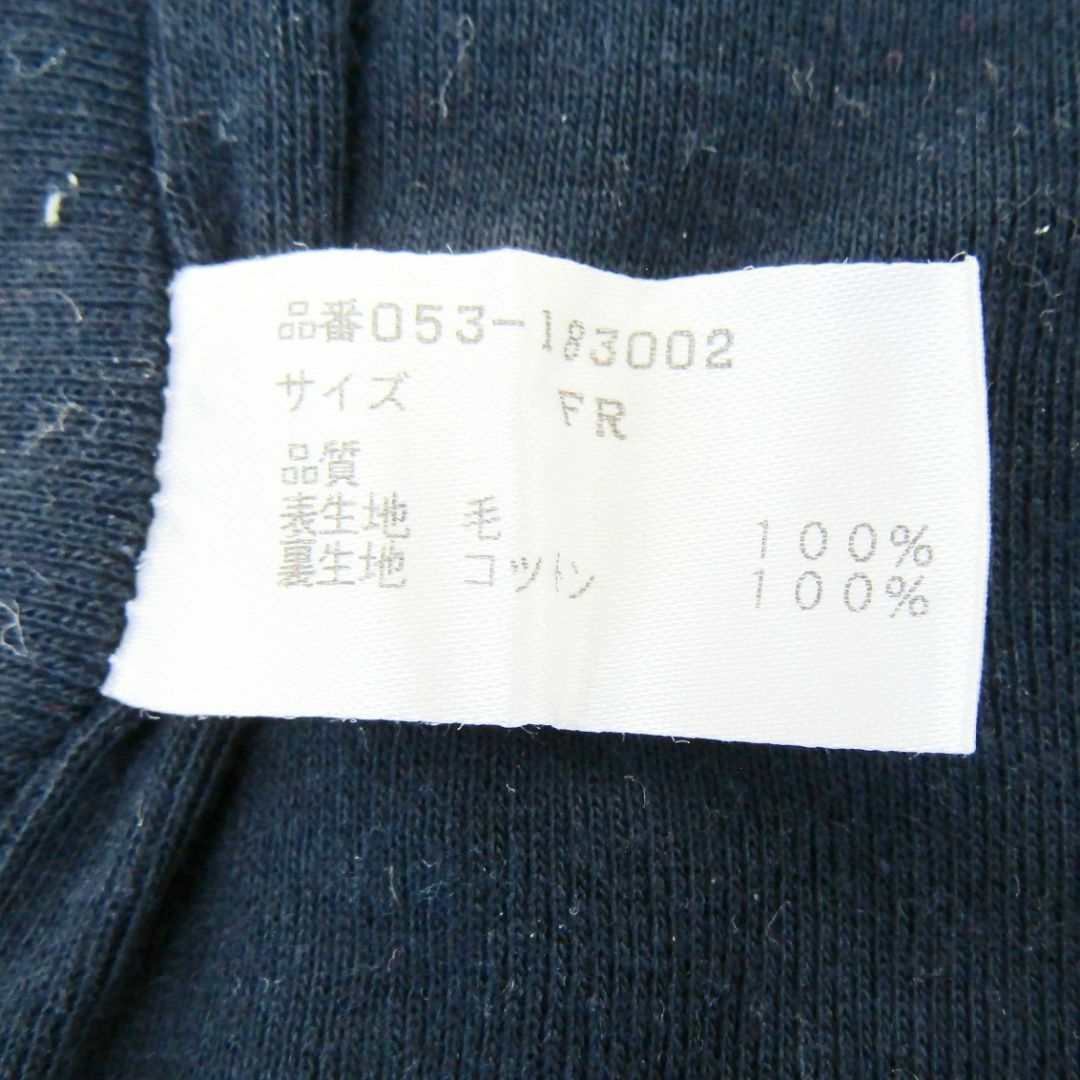 品番053-183002
サイズ FR
品質
表生地 毛 100%
編生地 コットン 100%